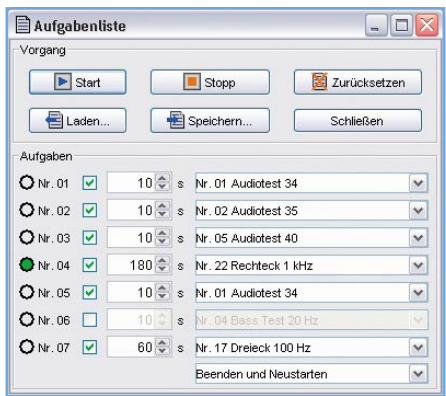 Aufgabenliste
Vorgang
Start Stopp Zurücksetzen
Laden... Speichern... Schließen
Aufgaben
Nr. 01 10 s Nr. 01 Audiotest 34
Nr. 02 10 s Nr. 02 Audiotest 35
Nr. 03 10 s Nr. 05 Audiotest 40
Nr. 04 180 s Nr. 22 Rechteck 1 kHz
Nr. 05 10 s Nr. 01 Audiotest 34
Nr. 06 10 s Nr. 04 Bass Test 20 Hz
Nr. 07 60 s Nr. 17 Dreieck 100 Hz
Beenden und Neustarten